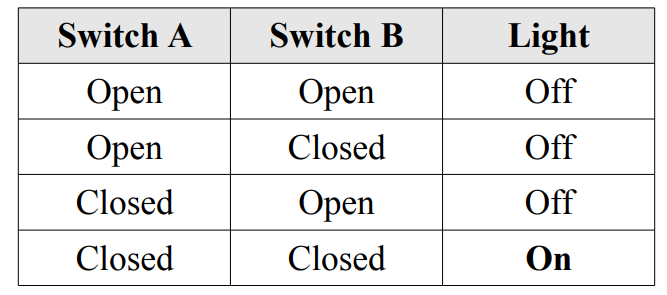 Switch A Switch B Light
Open Open Off
Open Closed Off
Closed Open Off
Closed Closed On